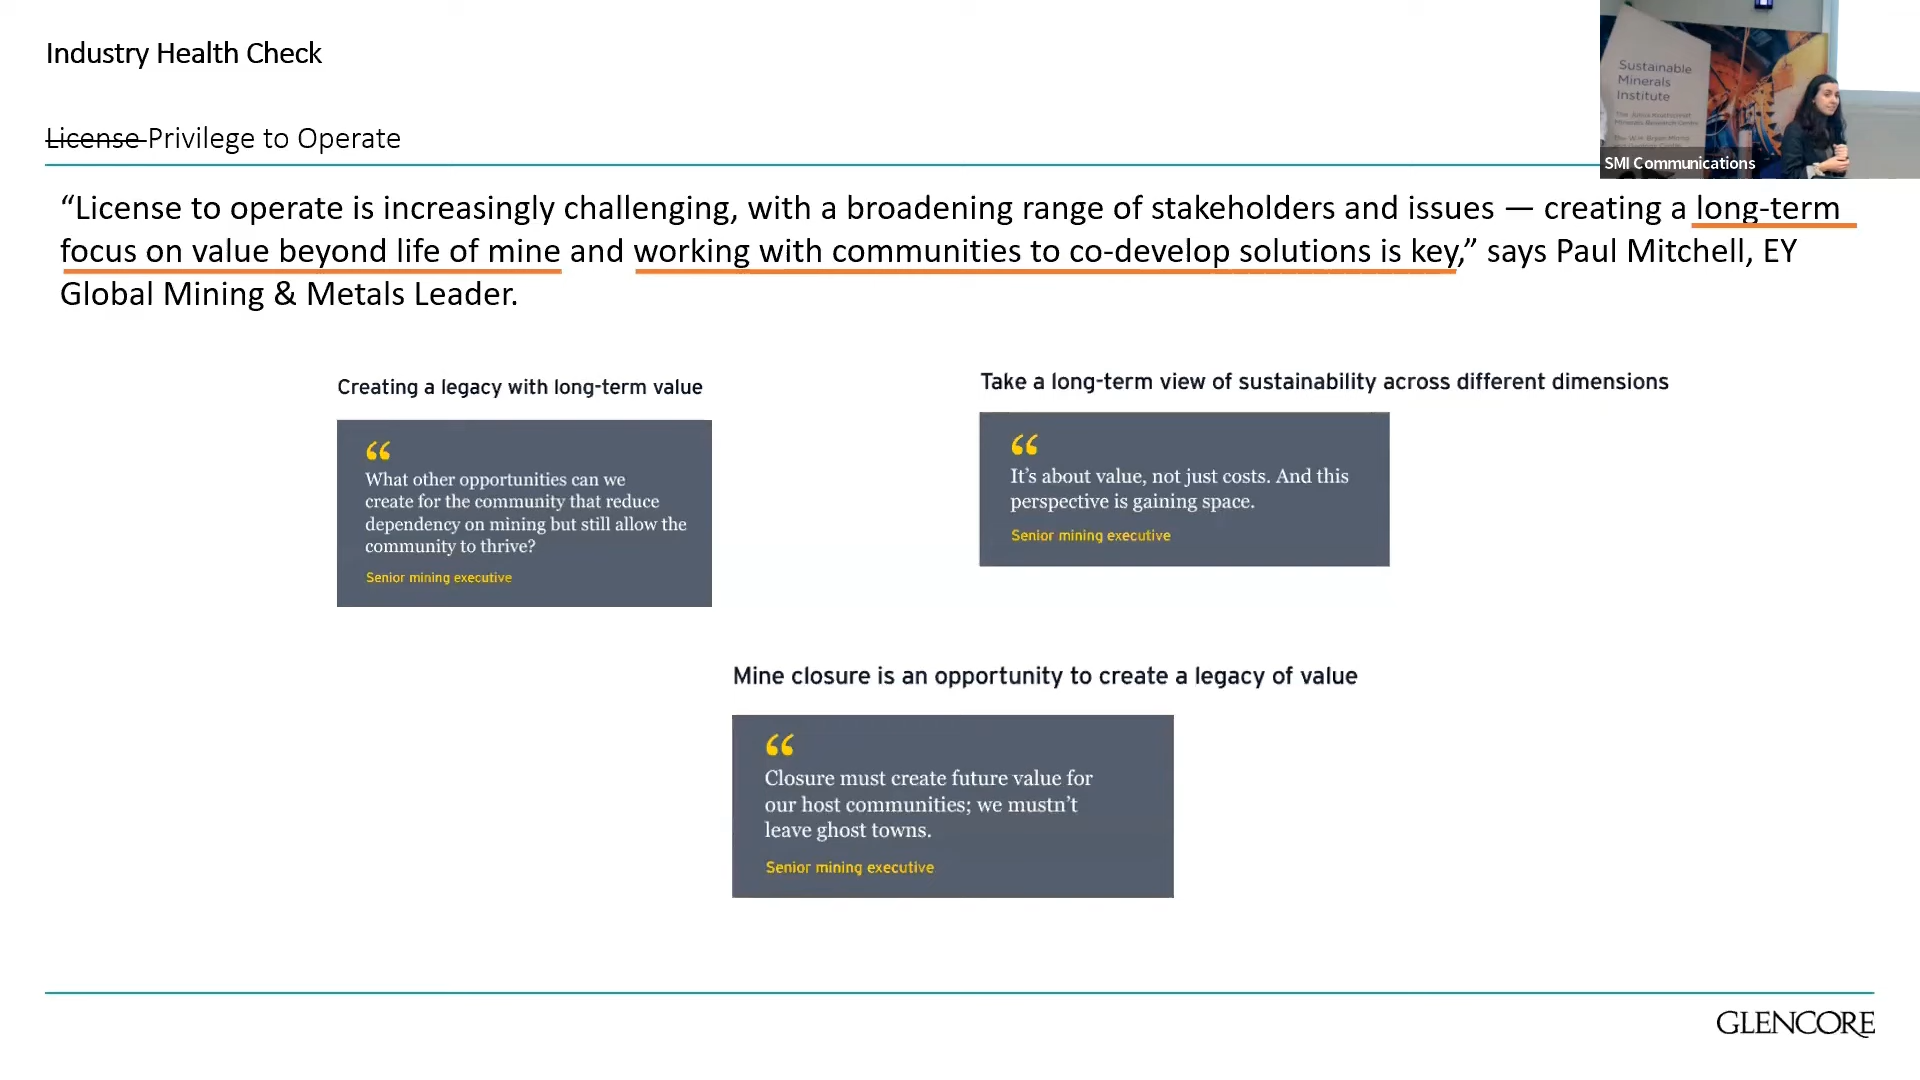 Industry Health Check
License Privilege to Operate
“License to operate is increasingly challenging, with a broadening range of stakeholders and issues — creating a long-term
focus on value beyond life of mine and working with communities to co-develop solutions is key,” says Paul Mitchell, EY
Global Mining & Metals Leader.
Creating a legacy with long-term value
“
What other opportunities can we
create for the community that reduce
dependency on mining but still allow the
community to thrive?
Senior mining executive
Take a long-term view of sustainability across different dimensions
“
It’s about value, not just costs. And this
perspective is gaining space.
Senior mining executive
Mine closure is an opportunity to create a legacy of value
“
Closure must create future value for
our host communities; we mustn’t
leave ghost towns.
Senior mining executive
GLENCORE
Sustainable
Minerals
Institute
SMI Communications